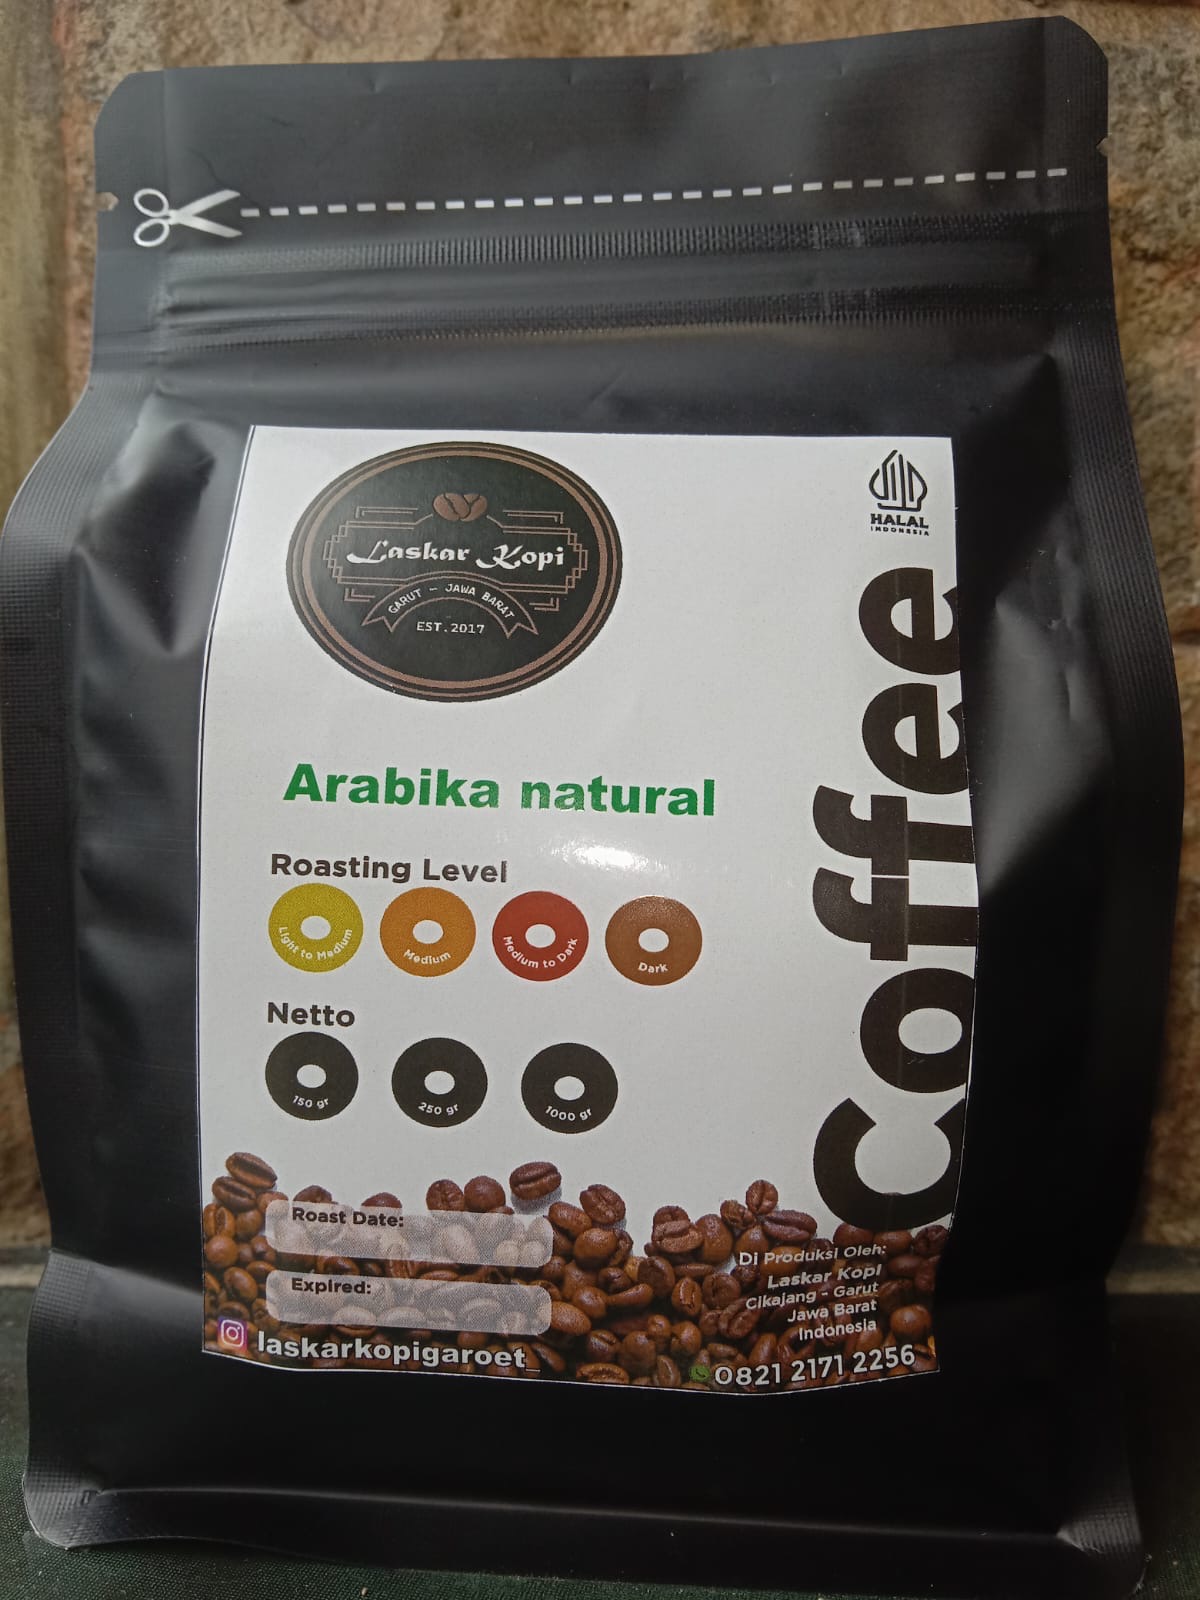 Laskar Kopi
GARUT - JAWA BARAT
EST.2017
HALAL
INDONESIA
Coffee
Arabika natural
Roasting Level
Light to Medium
Medium
Medium to Dark
Dark
Netto
150 gr
250 gr
1000 gr
Roast Date:
Expired:
laskarkopigaroet_
Di Produksi Oleh:
Laskar Kopi
Cikajang - Garut
Jawa Barat
Indonesia
0821 2171 2256